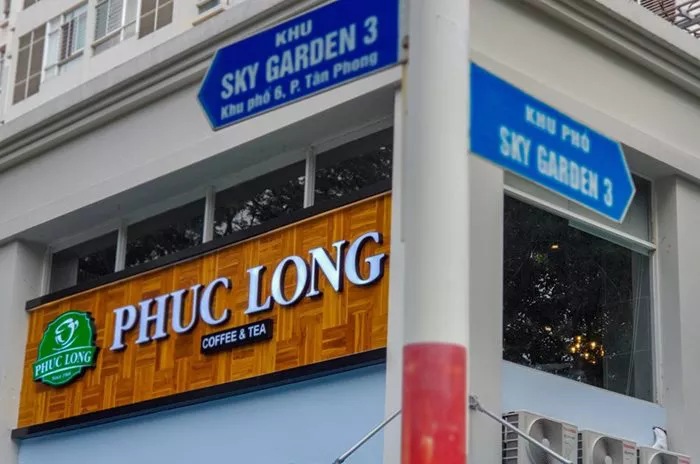 KHU
SKY GARDEN 3
Khu phố 6, P. Tân Phong
KHU PHỐ
SKY GARDEN 3
PHUC LONG
COFFEE & TEA
PHUC LONG